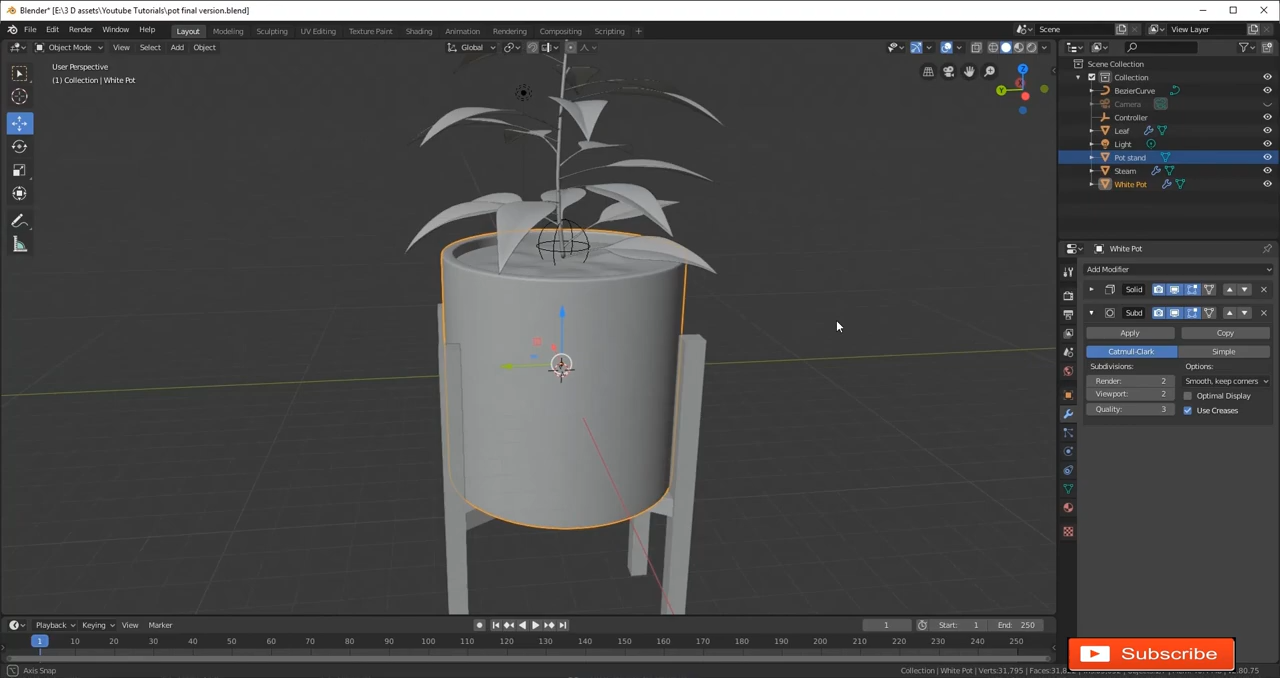 Blender* [E:\3 D assets\Youtube Tutorials\pot final version.blend]
File Edit Render Window Help Layout Modeling Sculpting UV Editing Texture Paint Shading Animation Rendering Compositing Scripting + Scene View Layer
Object Mode View Select Add Object Global
User Perspective
(1) Collection | White Pot
Scene Collection
Collection
BezierCurve
Camera
Controller
Leaf
Light
Pot stand
Steam
White Pot
White Pot
Add Modifier
Solid
Subd
Apply Copy
Catmull-Clark Simple
Subdivisions: Options:
Render: 2 Smooth, keep corners
Viewport: 2 Optimal Display
Quality: 3 Use Creases
Z
Y
Playback Keying View Marker 1 Start: 1 End: 250
1 10 20 30 40 50 60 70 80 90 100 110 120 130 140 150 160 170 180 190 200 210 220 230 240 250
Subscribe
Axis Snap Collection | White Pot | Verts:31,795